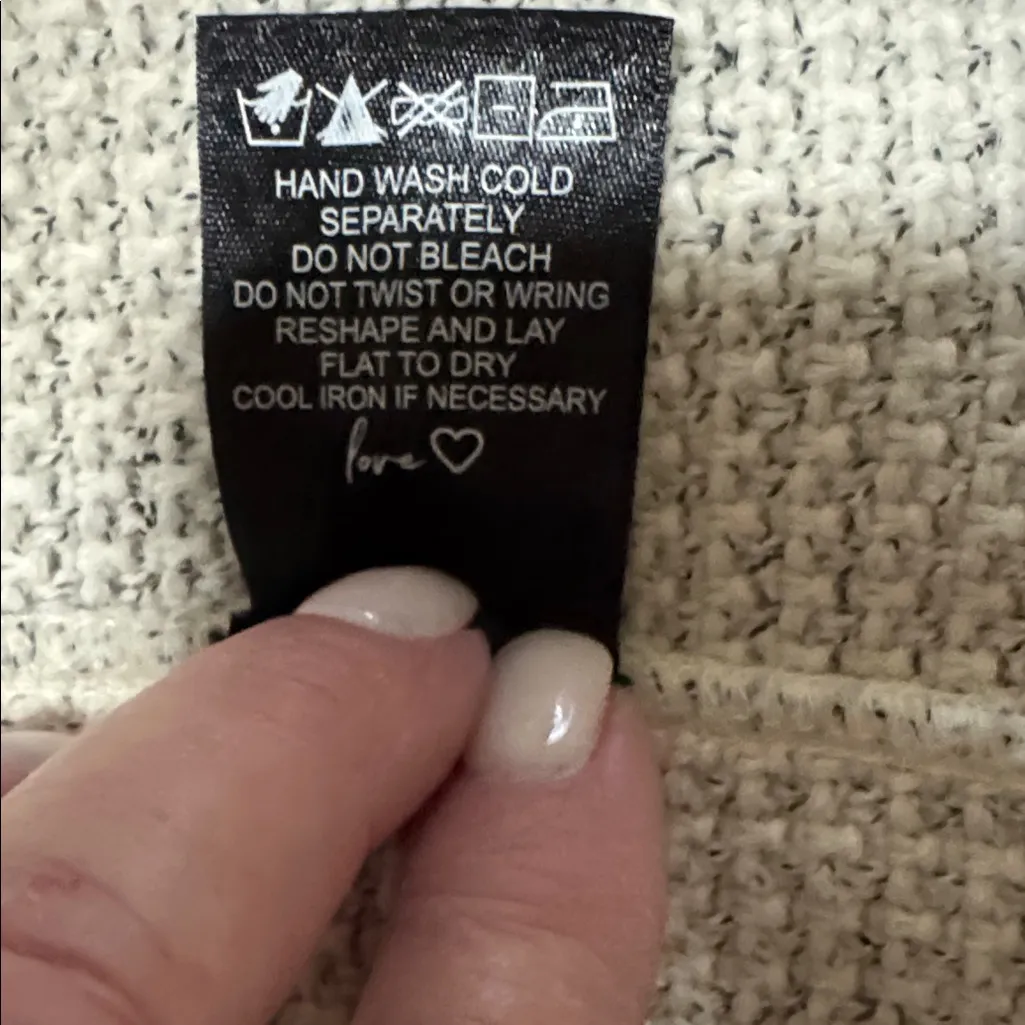 HAND WASH COLD
SEPARATELY
DO NOT BLEACH
DO NOT TWIST OR WRING
RESHAPE AND LAY
FLAT TO DRY
COOL IRON IF NECESSARY
love